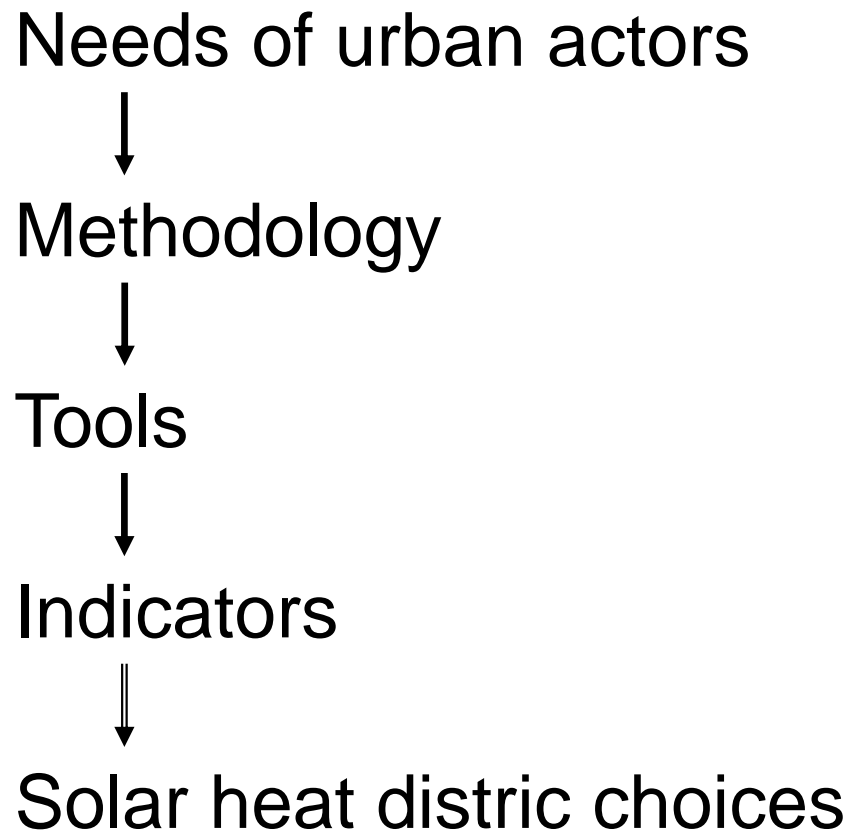 Needs of urban actors
Methodology
Tools
Indicators
Solar heat distric choices